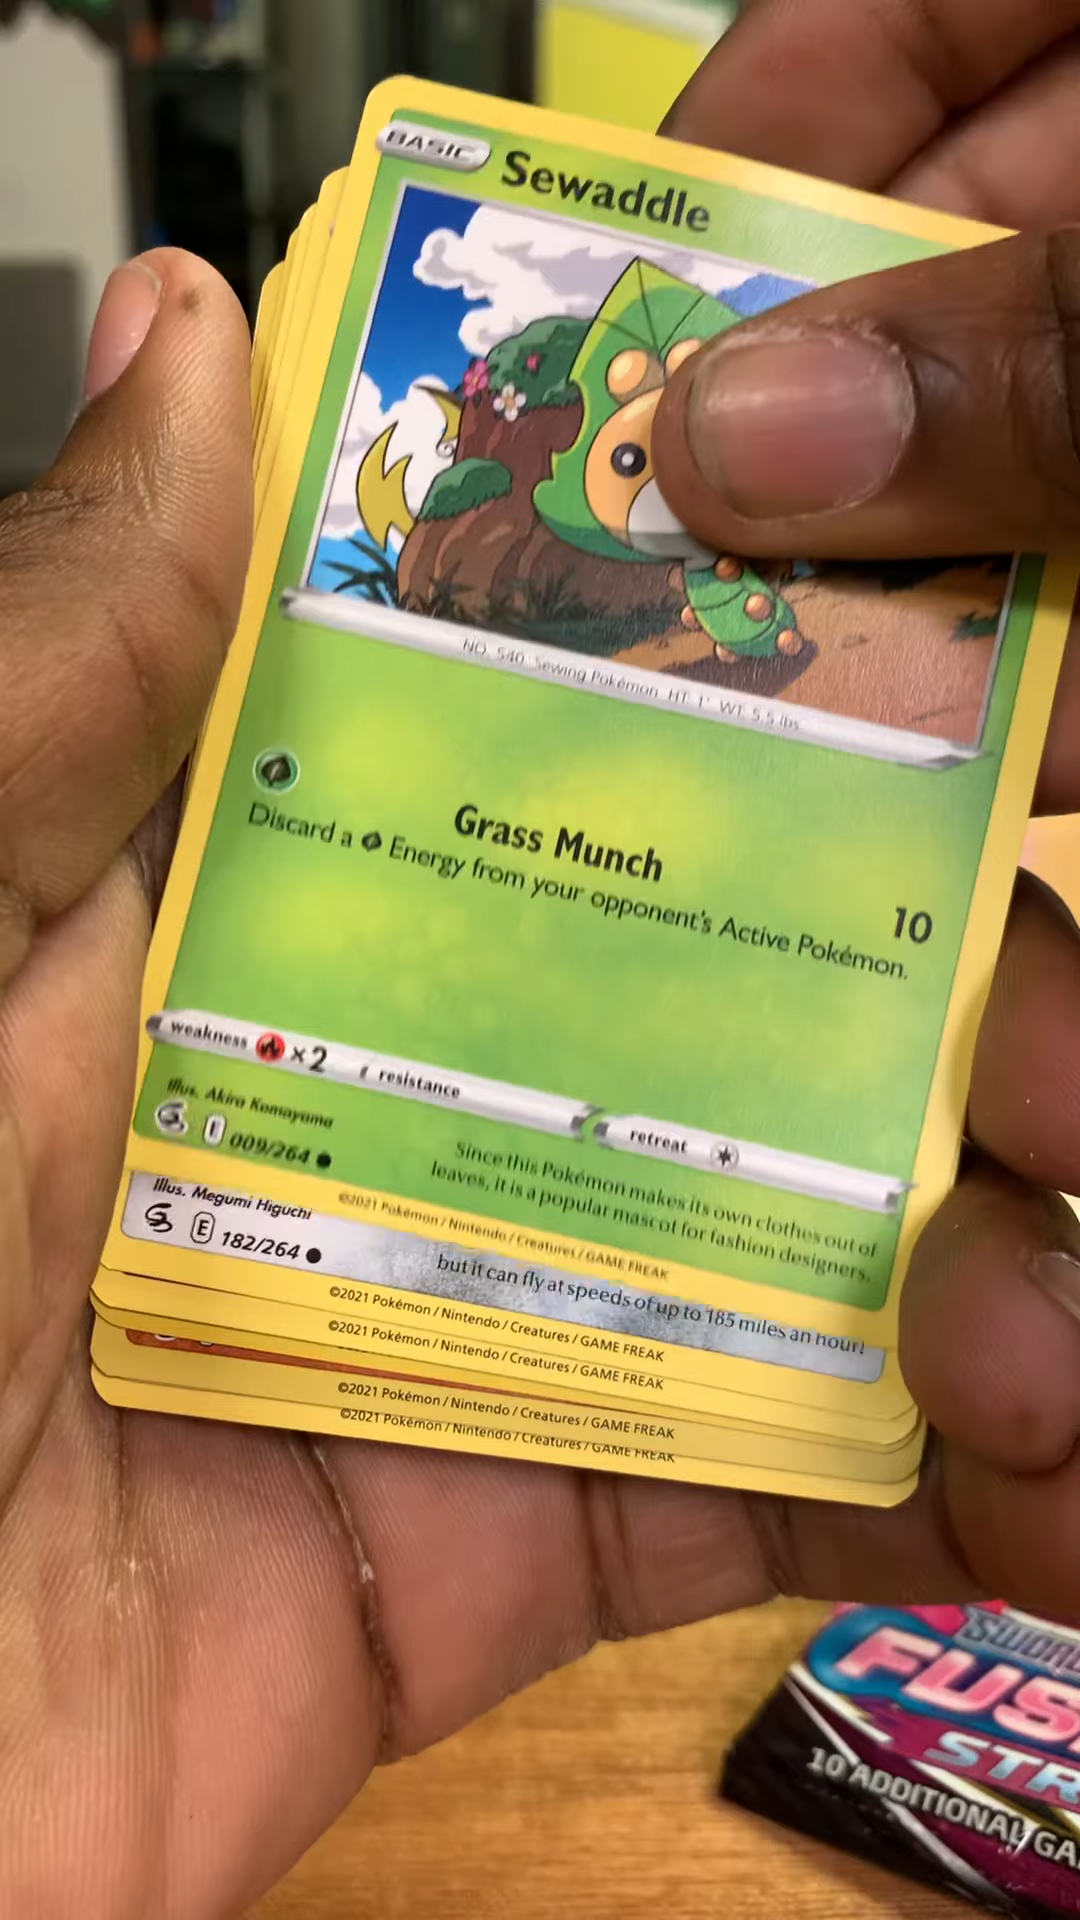 BASIC Sewaddle
NO. 540 Sewing Pokémon HT: 1' WT: 5.5 lbs
Grass Munch
10
Discard a Energy from your opponent's Active Pokémon.
weakness ×2 resistance
retreat
Illus. Akira Komayama
009/264
Since this Pokémon makes its own clothes out of
leaves, it is a popular mascot for fashion designers.
©2021 Pokémon / Nintendo / Creatures / GAME FREAK
Illus. Megumi Higuchi
E 182/264
but it can fly at speeds of up to 185 miles an hour!
©2021 Pokémon / Nintendo / Creatures / GAME FREAK
©2021 Pokémon / Nintendo / Creatures / GAME FREAK
©2021 Pokémon / Nintendo / Creatures / GAME FREAK
©2021 Pokémon / Nintendo / Creatures / GAME FREAK
SWOR
FUS
STR
10 ADDITIONAL GA